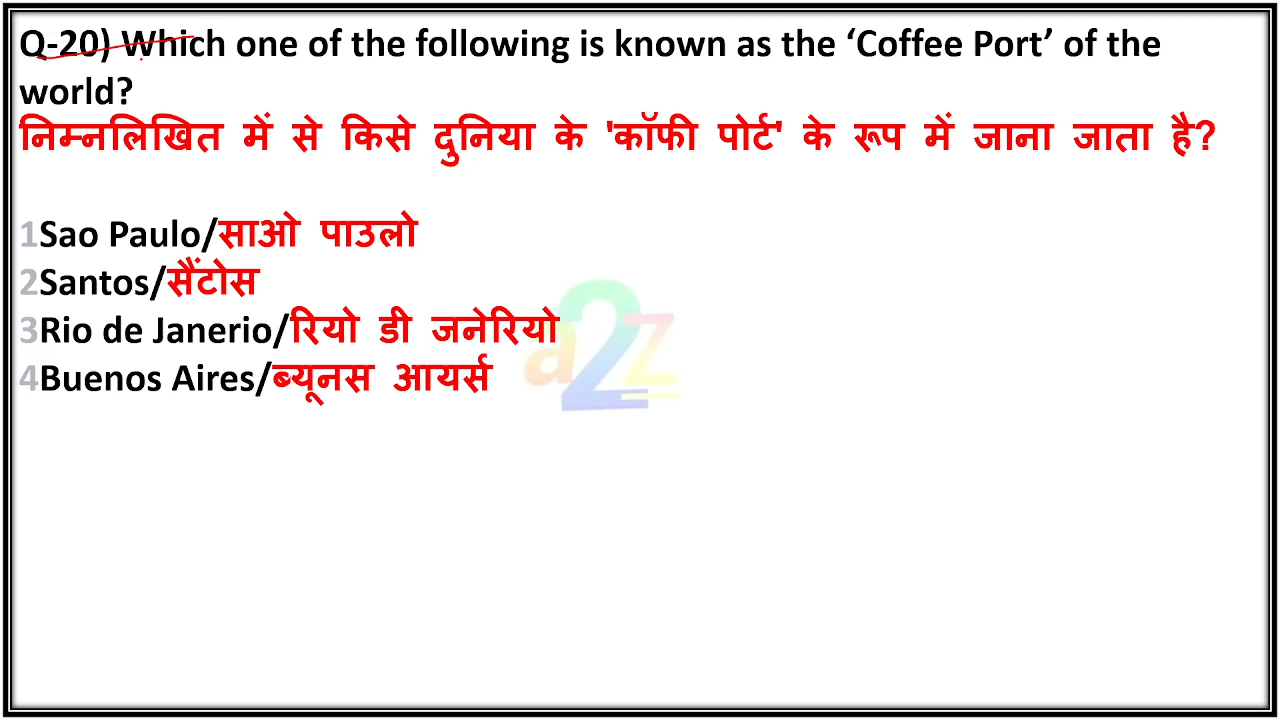 Q-20) Which one of the following is known as the ‘Coffee Port’ of the
world?
निम्नलिखित में से किसे दुनिया के 'कॉफी पोर्ट' के रूप में जाना जाता है?
1Sao Paulo/साओ पाउलो
2Santos/सैंटोस
3Rio de Janerio/रियो डी जनेरियो
4Buenos Aires/ब्यूनस आयर्स
a2z